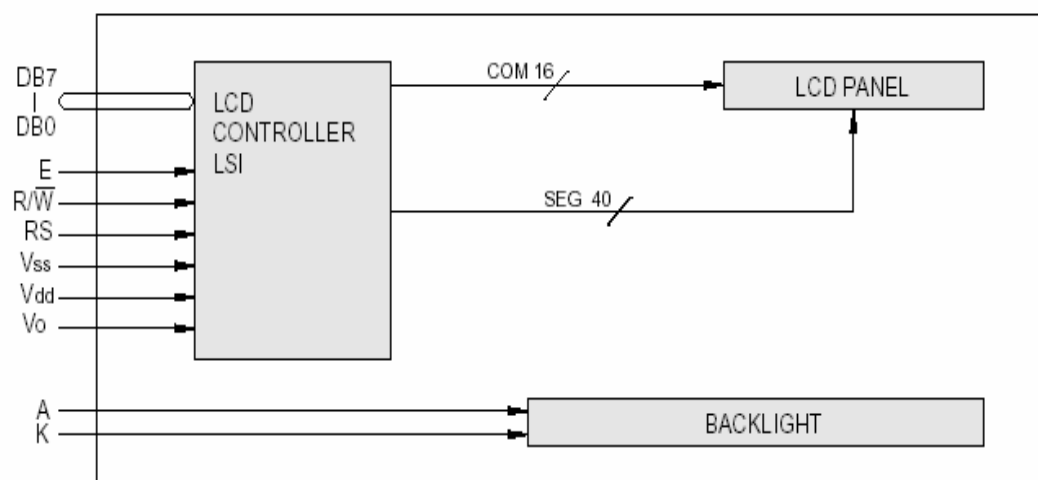 DB7
|
DB0
E
R/W̅
RS
Vss
Vdd
Vo
A
K
LCD
CONTROLLER
LSI
COM 16
SEG 40
LCD PANEL
BACKLIGHT